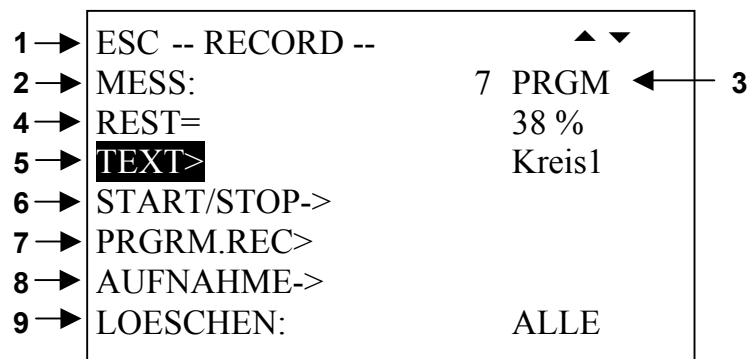 1 ESC -- RECORD --
2 MESS: 7 PRGM 3
4 REST= 38 %
5 TEXT> Kreis1
6 START/STOP->
7 PRGRM.REC>
8 AUFNAHME->
9 LOESCHEN: ALLE